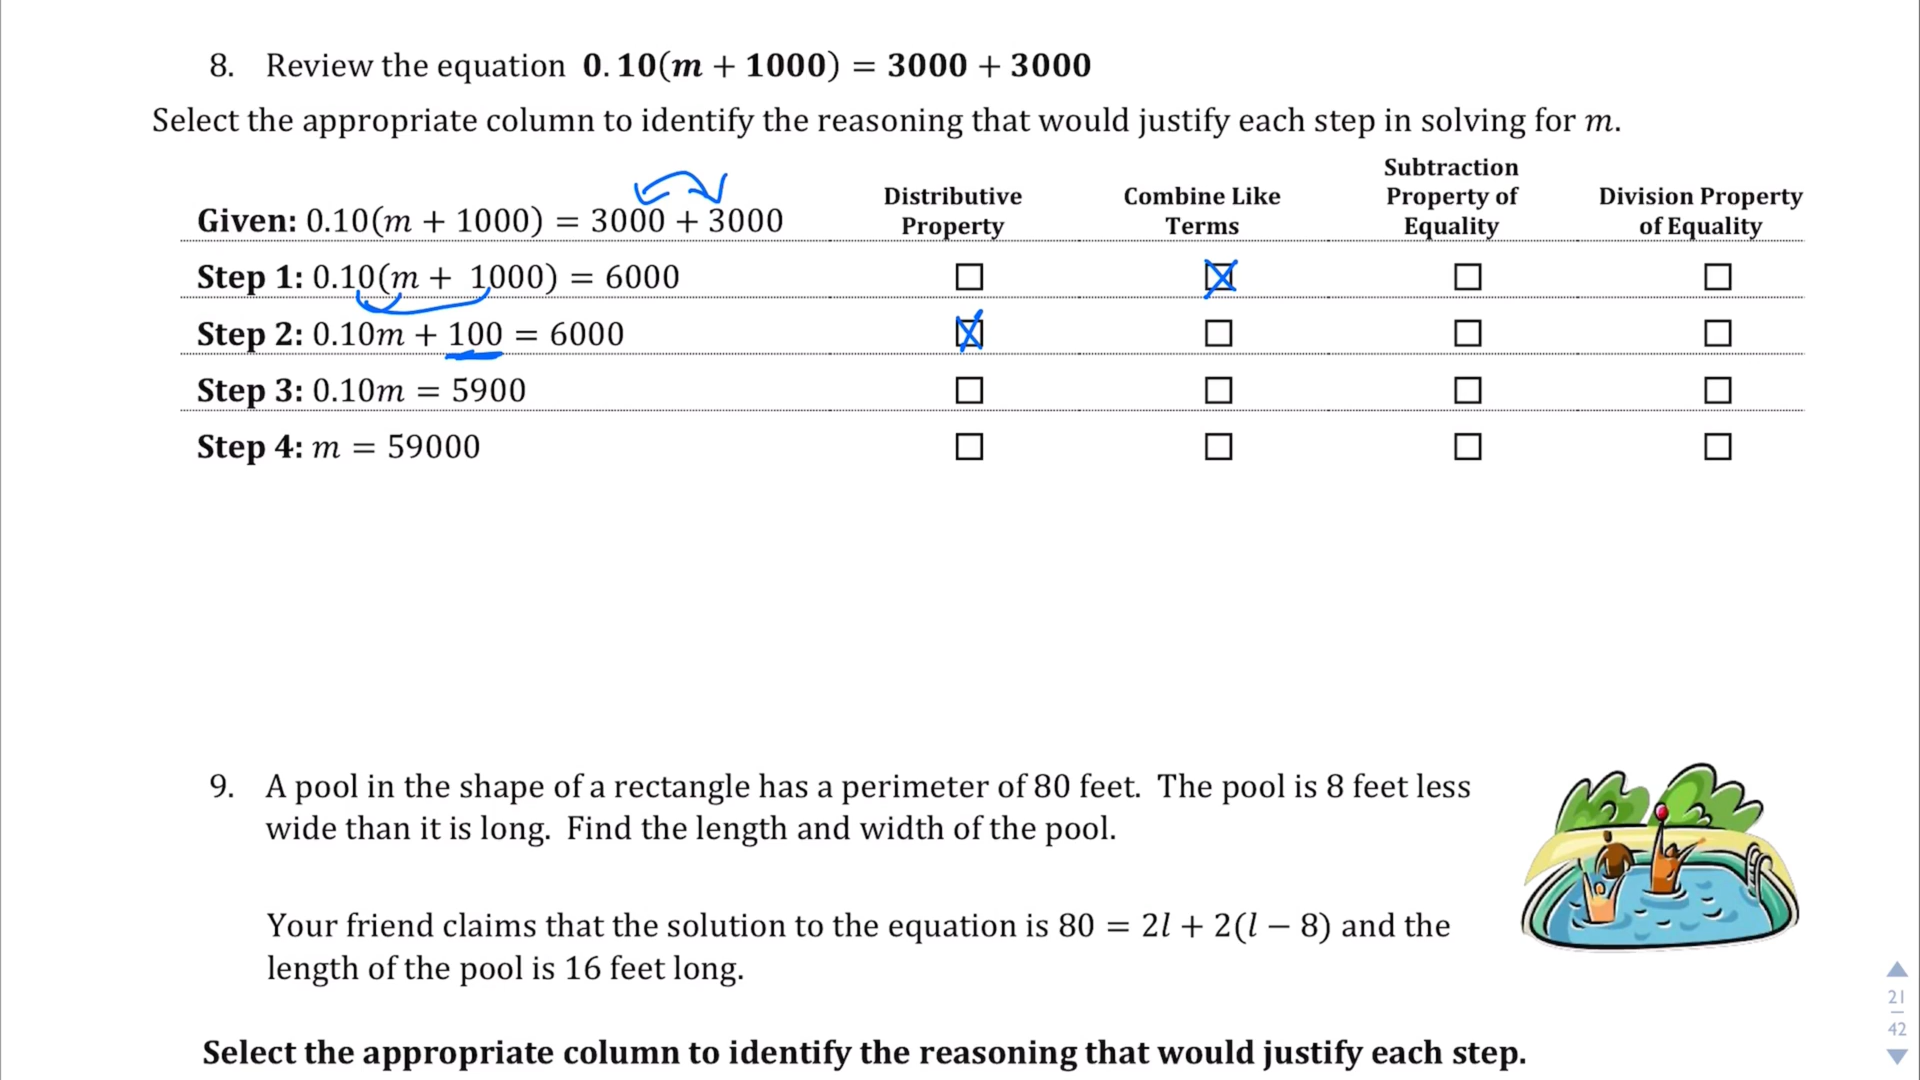 8. Review the equation 0.10(m + 1000) = 3000 + 3000
Select the appropriate column to identify the reasoning that would justify each step in solving for m.
Distributive Property
Combine Like Terms
Subtraction Property of Equality
Division Property of Equality
Given: 0.10(m + 1000) = 3000 + 3000
Step 1: 0.10(m + 1000) = 6000 ☐ ☒ ☐ ☐
Step 2: 0.10m + 100 = 6000 ☒ ☐ ☐ ☐
Step 3: 0.10m = 5900 ☐ ☐ ☐ ☐
Step 4: m = 59000 ☐ ☐ ☐ ☐
9. A pool in the shape of a rectangle has a perimeter of 80 feet. The pool is 8 feet less
wide than it is long. Find the length and width of the pool.
Your friend claims that the solution to the equation is 80 = 2l + 2(l − 8) and the
length of the pool is 16 feet long.
Select the appropriate column to identify the reasoning that would justify each step.
21
42